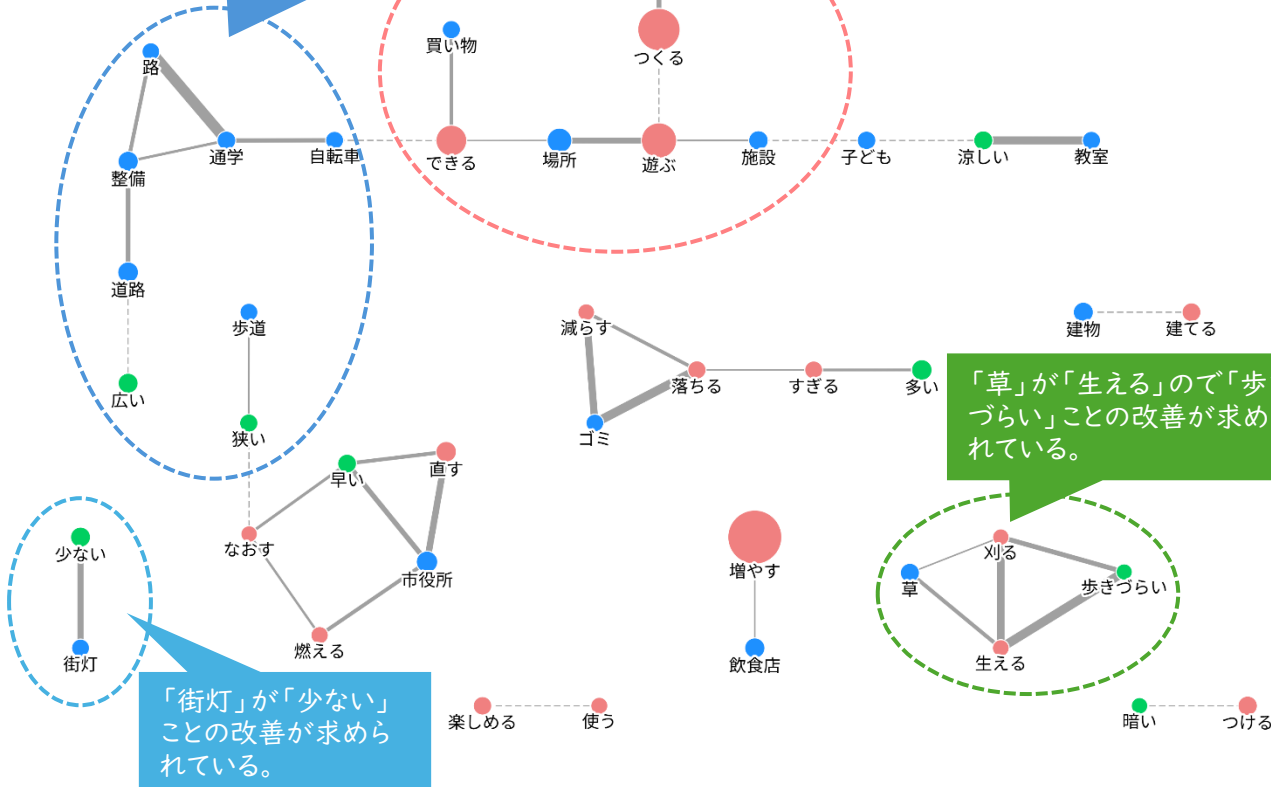 買い物
つくる
路
通学
自転車
できる
場所
遊ぶ
施設
子ども
涼しい
教室
整備
道路
広い
歩道
狭い
減らす
落ちる
すぎる
多い
ゴミ
建物
建てる
「草」が「生える」ので「歩
づらい」ことの改善が求め
れている。
早い
直す
なおす
市役所
燃える
少ない
街灯
「街灯」が「少ない」
ことの改善が求めら
れている。
増やす
飲食店
刈る
草
歩きづらい
生える
楽しめる
使う
暗い
つける